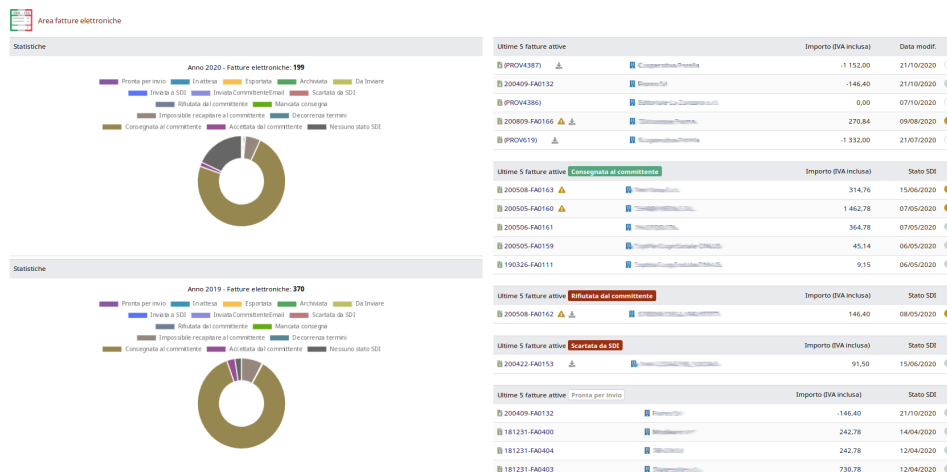 Area fatture elettroniche
Statistiche
Anno 2020 - Fatture elettroniche: 199
Pronta per invio In attesa Esportata Archiviata Da Inviare
Inviata a SDI Inviata CommittenteEmail Scartata da SDI
Rifiutata dal committente Mancata consegna
Impossibile recapitare al committente Decorrenza termini
Consegnata al committente Accettata dal committente Nessuno stato SDI
Statistiche
Anno 2019 - Fatture elettroniche: 370
Pronta per invio In attesa Esportata Archiviata Da Inviare
Inviata a SDI Inviata CommittenteEmail Scartata da SDI
Rifiutata dal committente Mancata consegna
Impossibile recapitare al committente Decorrenza termini
Consegnata al committente Accettata dal committente Nessuno stato SDI
Ultime 5 fatture attive Importo (IVA inclusa) Data modif.
(PROV4387) -1 152,00 21/10/2020
200409-FA0132 -146,40 21/10/2020
(PROV4386) 0,00 07/10/2020
200809-FA0166 270,84 09/08/2020
(PROV619) -1 332,00 21/07/2020
Ultime 5 fatture attive Consegnata al committente Importo (IVA inclusa) Stato SDI
200508-FA0163 314,76 15/06/2020
200505-FA0160 1 462,78 07/05/2020
200506-FA0161 364,78 07/05/2020
200505-FA0159 45,14 06/05/2020
190326-FA0111 9,15 06/05/2020
Ultime 5 fatture attive Rifiutata dal committente Importo (IVA inclusa) Stato SDI
200508-FA0162 146,40 08/05/2020
Ultime 5 fatture attive Scartata da SDI Importo (IVA inclusa) Stato SDI
200422-FA0153 91,50 15/06/2020
Ultime 5 fatture attive Pronta per invio Importo (IVA inclusa) Stato SDI
200409-FA0132 -146,40 21/10/2020
181231-FA0400 242,78 14/04/2020
181231-FA0404 242,78 12/04/2020
181231-FA0403 730,78 12/04/2020